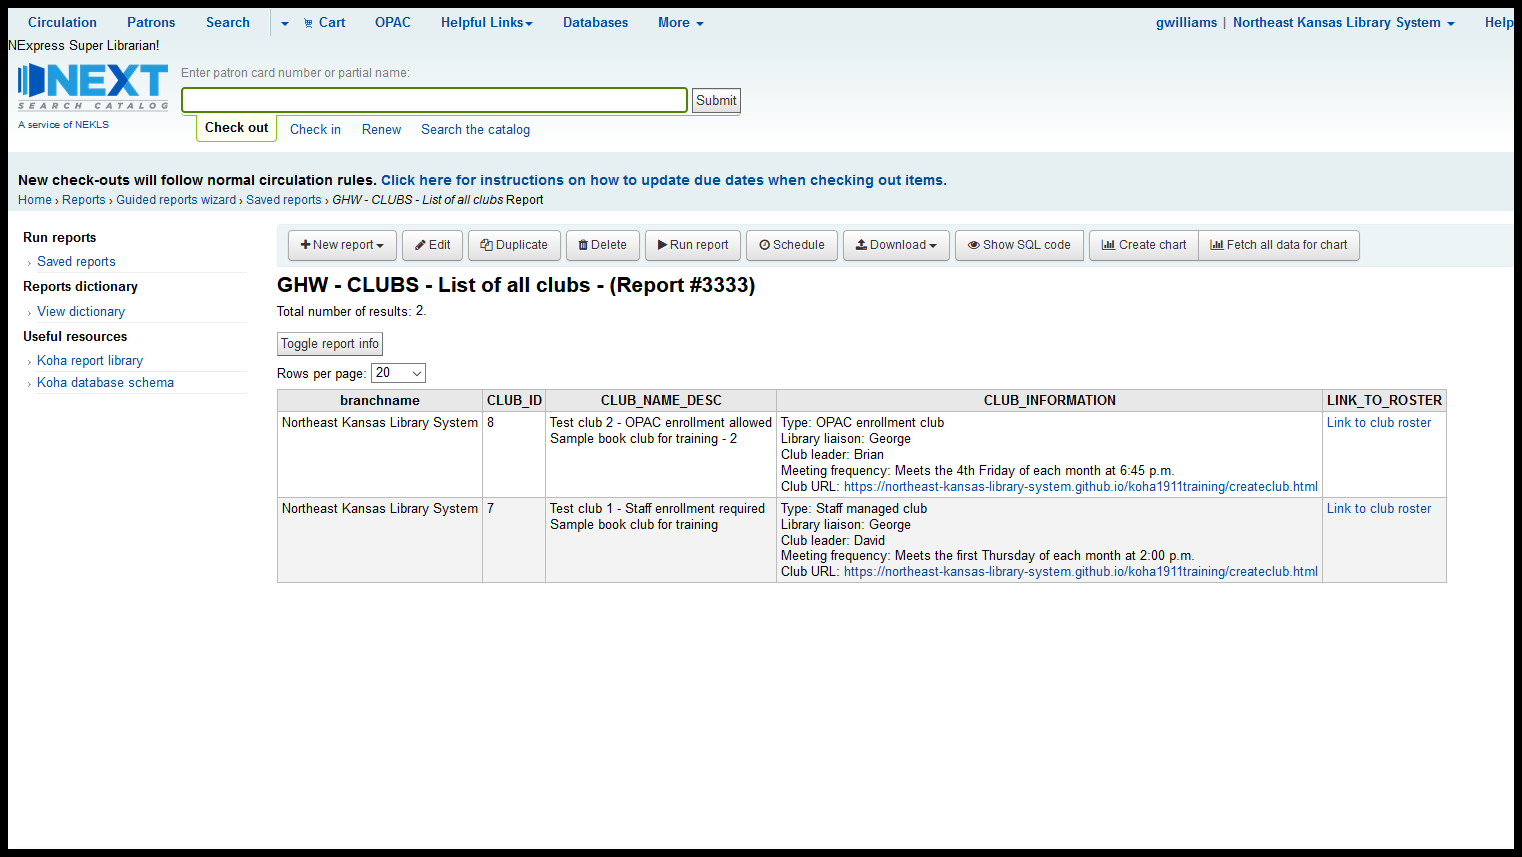 Circulation Patrons Search Cart OPAC Helpful Links Databases More gwilliams | Northeast Kansas Library System Help
NExpress Super Librarian!
NEXT
SEARCH CATALOG
A service of NEKLS
Enter patron card number or partial name:
Submit
Check out Check in Renew Search the catalog
New check-outs will follow normal circulation rules. Click here for instructions on how to update due dates when checking out items.
Home › Reports › Guided reports wizard › Saved reports › GHW - CLUBS - List of all clubs Report
Run reports
› Saved reports
Reports dictionary
› View dictionary
Useful resources
› Koha report library
› Koha database schema
New report Edit Duplicate Delete Run report Schedule Download Show SQL code Create chart Fetch all data for chart
GHW - CLUBS - List of all clubs - (Report #3333)
Total number of results: 2.
Toggle report info
Rows per page: 20
branchname CLUB_ID CLUB_NAME_DESC CLUB_INFORMATION LINK_TO_ROSTER
Northeast Kansas Library System 8 Test club 2 - OPAC enrollment allowed Type: OPAC enrollment club Link to club roster
Sample book club for training - 2 Library liaison: George
Club leader: Brian
Meeting frequency: Meets the 4th Friday of each month at 6:45 p.m.
Club URL: https://northeast-kansas-library-system.github.io/koha1911training/createclub.html
Northeast Kansas Library System 7 Test club 1 - Staff enrollment required Type: Staff managed club Link to club roster
Sample book club for training Library liaison: George
Club leader: David
Meeting frequency: Meets the first Thursday of each month at 2:00 p.m.
Club URL: https://northeast-kansas-library-system.github.io/koha1911training/createclub.html